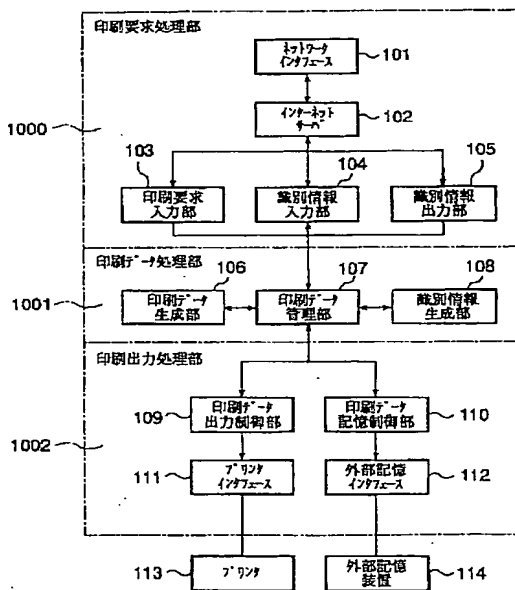 印刷要求処理部
ネットワーク
インタフェース
101
インターネット
サーバ
102
1000
103
104
105
印刷要求
入力部
識別情報
入力部
識別情報
出力部
印刷データ処理部
106
107
108
1001
印刷データ
生成部
印刷データ
管理部
識別情報
生成部
印刷出力処理部
1002
109
印刷データ
出力制御部
印刷データ
記憶制御部
110
111
プリンタ
インタフェース
外部記憶
インタフェース
112
113
プリンタ
外部記憶
装置
114